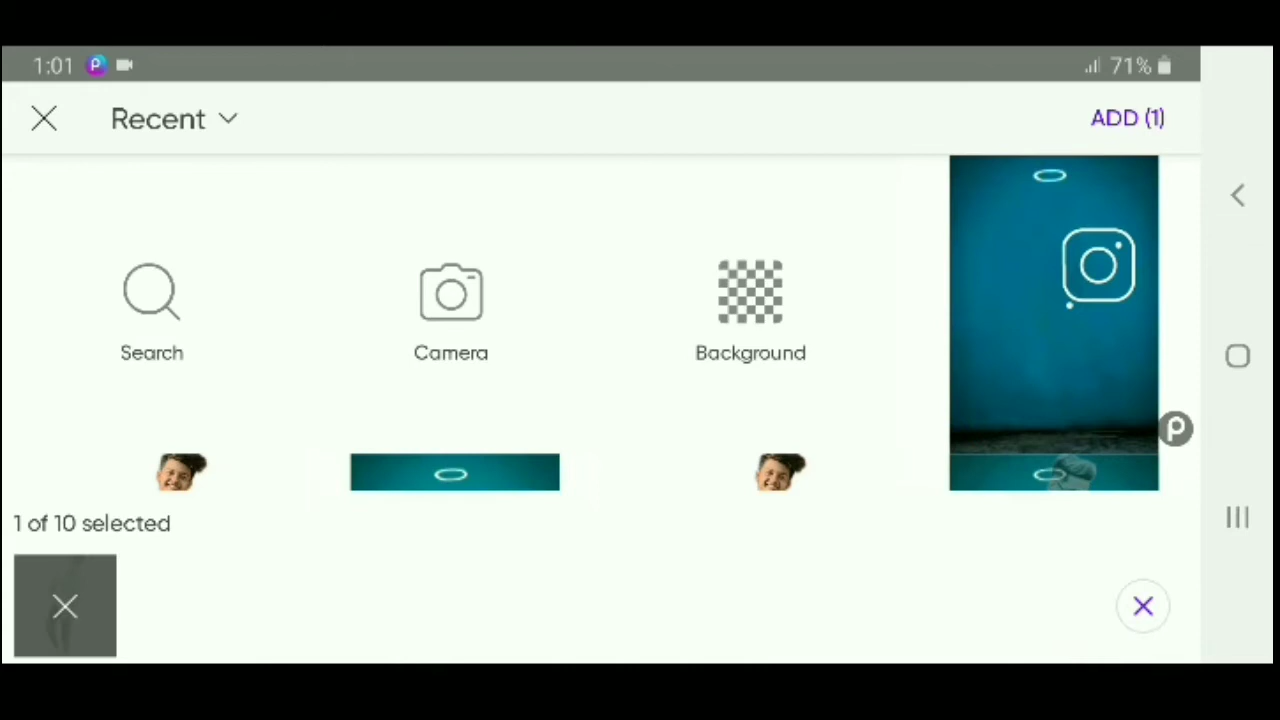 1:01
71%
Recent
ADD (1)
Search
Camera
Background
1 of 10 selected